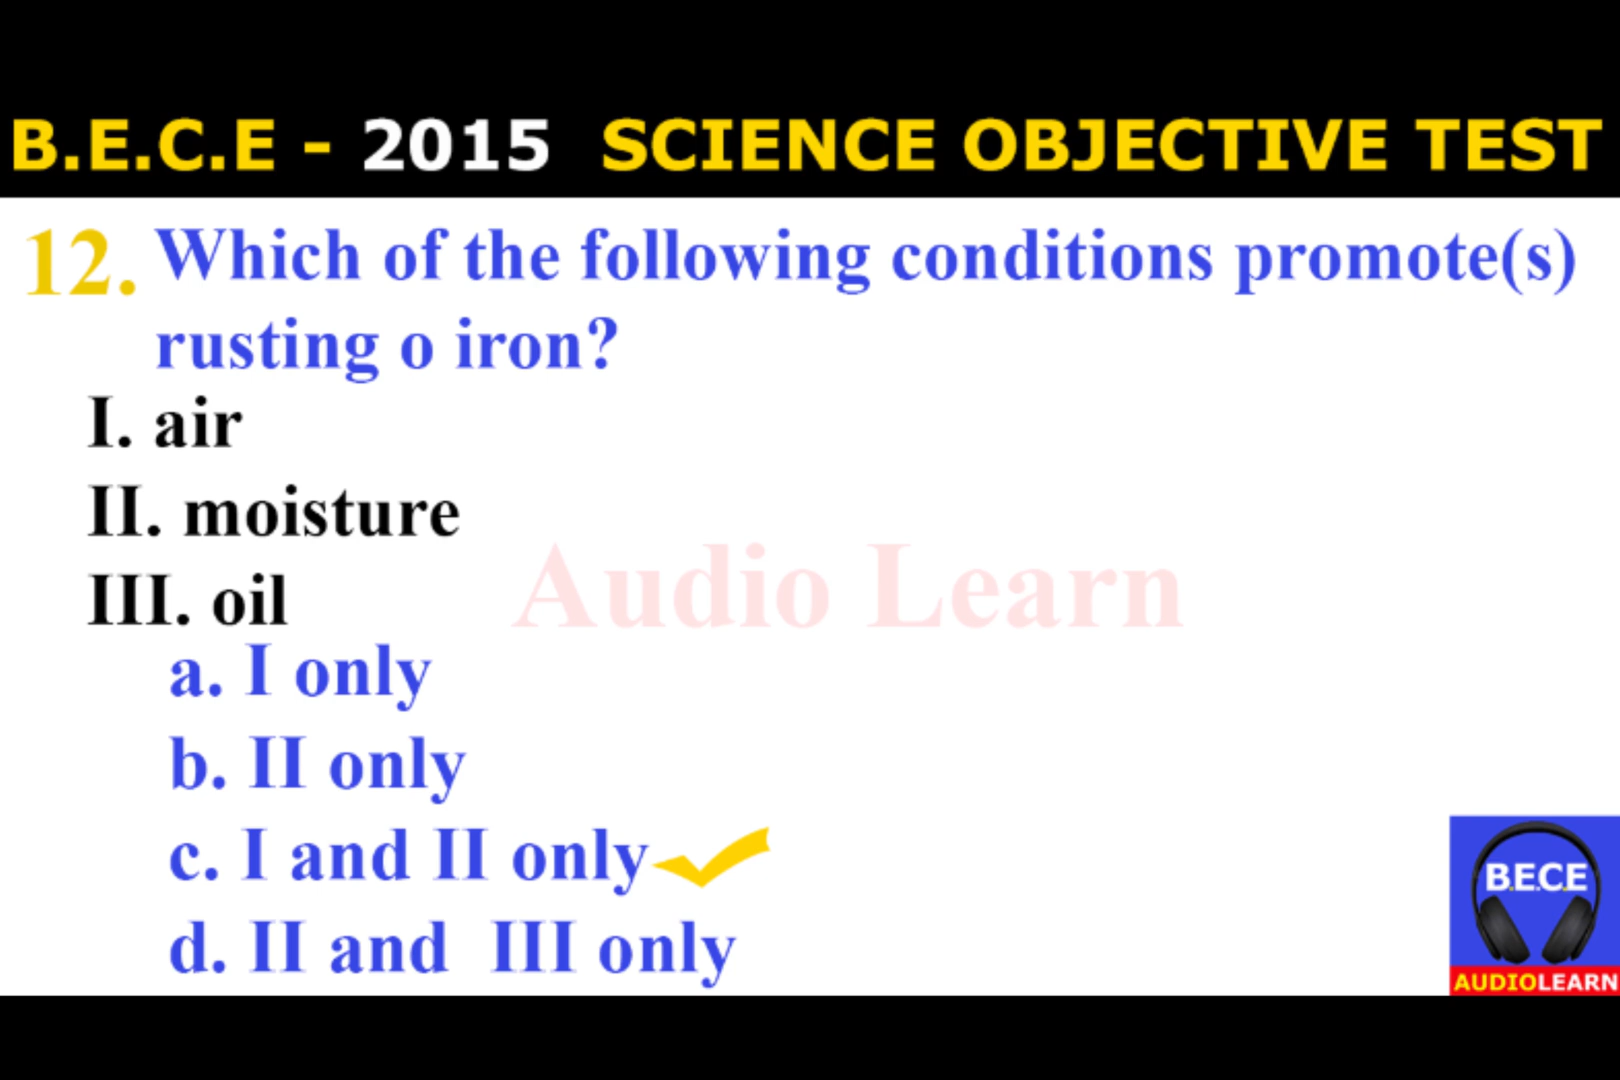 B.E.C.E - 2015 SCIENCE OBJECTIVE TEST
12. Which of the following conditions promote(s)
rusting o iron?
I. air
II. moisture
III. oil
Audio Learn
a. I only
b. II only
c. I and II only
d. II and III only
B.E.C.E
AUDIOLEARN